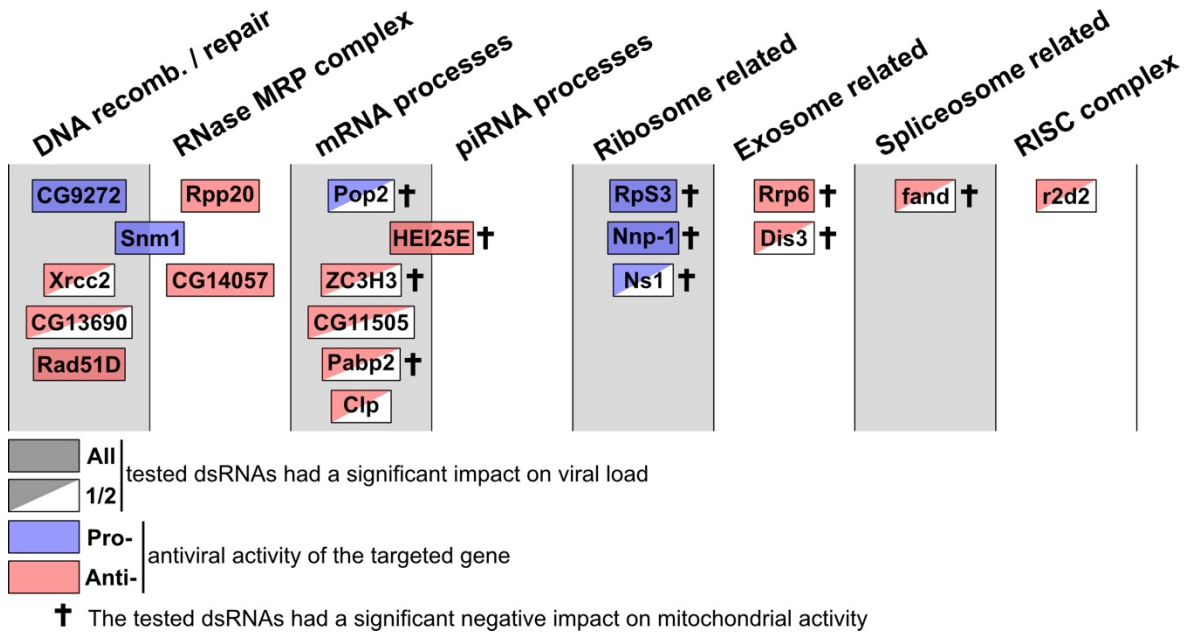 DNA recomb. / repair
RNase MRP complex
mRNA processes
piRNA processes
Ribosome related
Exosome related
Spliceosome related
RISC complex
CG9272 Rpp20 Pop2 † RpS3 † Rrp6 † fand † r2d2
Snm1 HEl25E † Nnp-1 † Dis3 †
Xrcc2 CG14057 ZC3H3 † Ns1 †
CG13690 CG11505
Rad51D Pabp2 †
Clp
All
1/2
tested dsRNAs had a significant impact on viral load
Pro-
Anti-
antiviral activity of the targeted gene
† The tested dsRNAs had a significant negative impact on mitochondrial activity